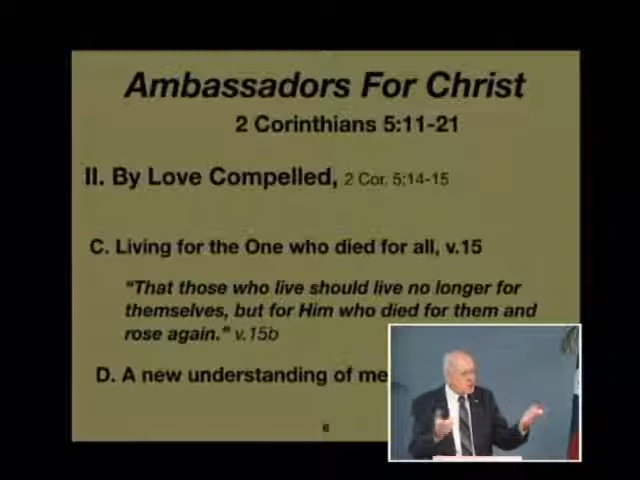 Ambassadors For Christ
2 Corinthians 5:11-21
II. By Love Compelled, 2 Cor. 5:14-15
C. Living for the One who died for all, v.15
“That those who live should live no longer for
themselves, but for Him who died for them and
rose again.” v.15b
D. A new understanding of me
6